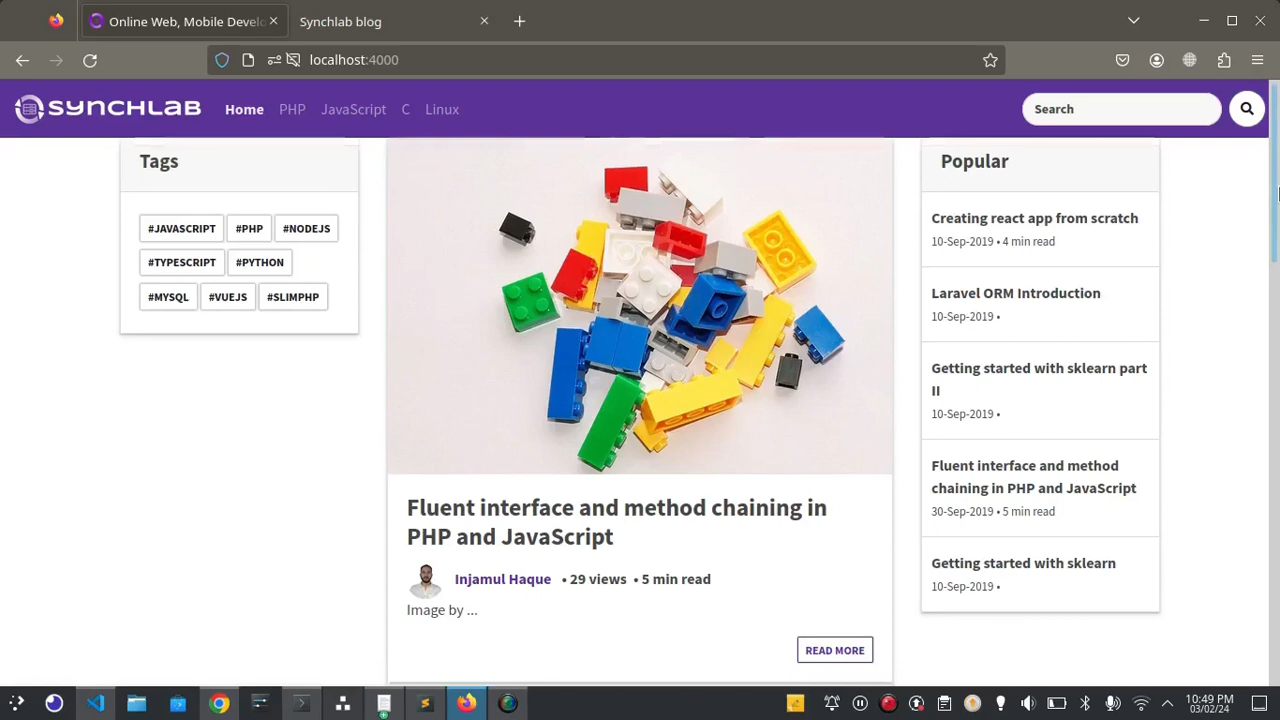 Online Web, Mobile Develo
Synchlab blog
localhost:4000
SYNCHLAB
Home
PHP
JavaScript
C
Linux
Search
Tags
#JAVASCRIPT
#PHP
#NODEJS
#TYPESCRIPT
#PYTHON
#MYSQL
#VUEJS
#SLIMPHP
Fluent interface and method chaining in
PHP and JavaScript
Injamul Haque • 29 views • 5 min read
Image by ...
READ MORE
Popular
Creating react app from scratch
10-Sep-2019 • 4 min read
Laravel ORM Introduction
10-Sep-2019 •
Getting started with sklearn part
II
10-Sep-2019 •
Fluent interface and method
chaining in PHP and JavaScript
30-Sep-2019 • 5 min read
Getting started with sklearn
10-Sep-2019 •
10:49 PM
03/02/24